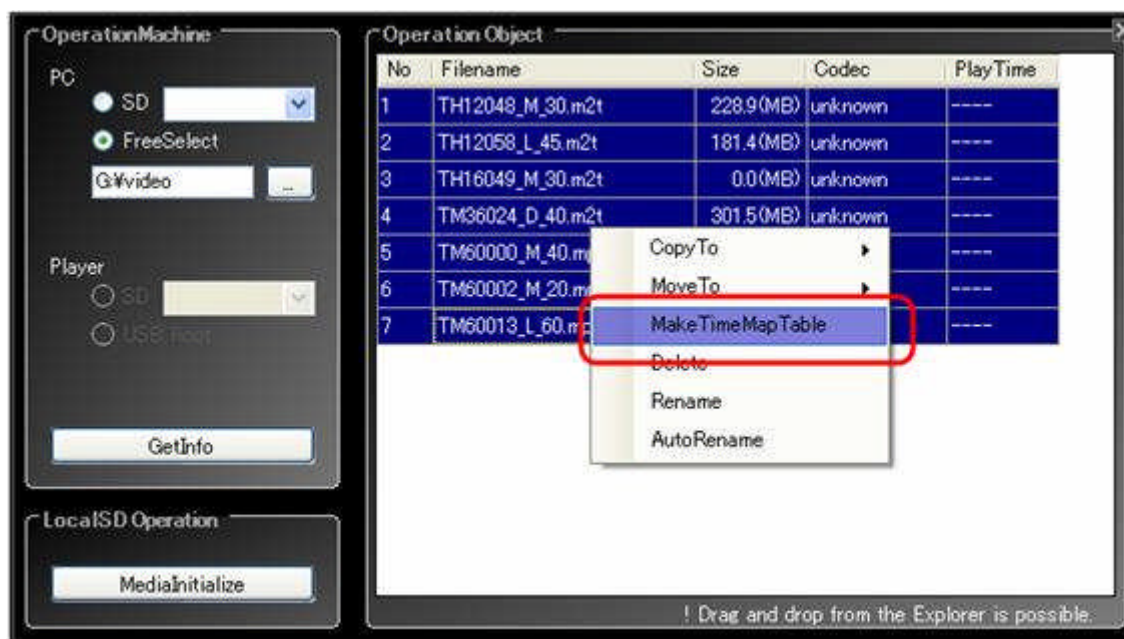 OperationMachine
PC
SD
FreeSelect
G:¥video ...
Player
SD
USB root
GetInfo
LocalSD Operation
MediaInitialize
Operation Object
No Filename Size Codec PlayTime
1 TH12048_M_30.m2t 228.9(MB) unknown ----
2 TH12058_L_45.m2t 181.4(MB) unknown ----
3 TH16049_M_30.m2t 0.0(MB) unknown ----
4 TM36024_D_40.m2t 301.5(MB) unknown ----
5 TM60000_M_40.m ----
6 TM60002_M_20.m ----
7 TM60013_L_60.m ----
CopyTo
MoveTo
MakeTimeMapTable
Delete
Rename
AutoRename
! Drag and drop from the Explorer is possible.